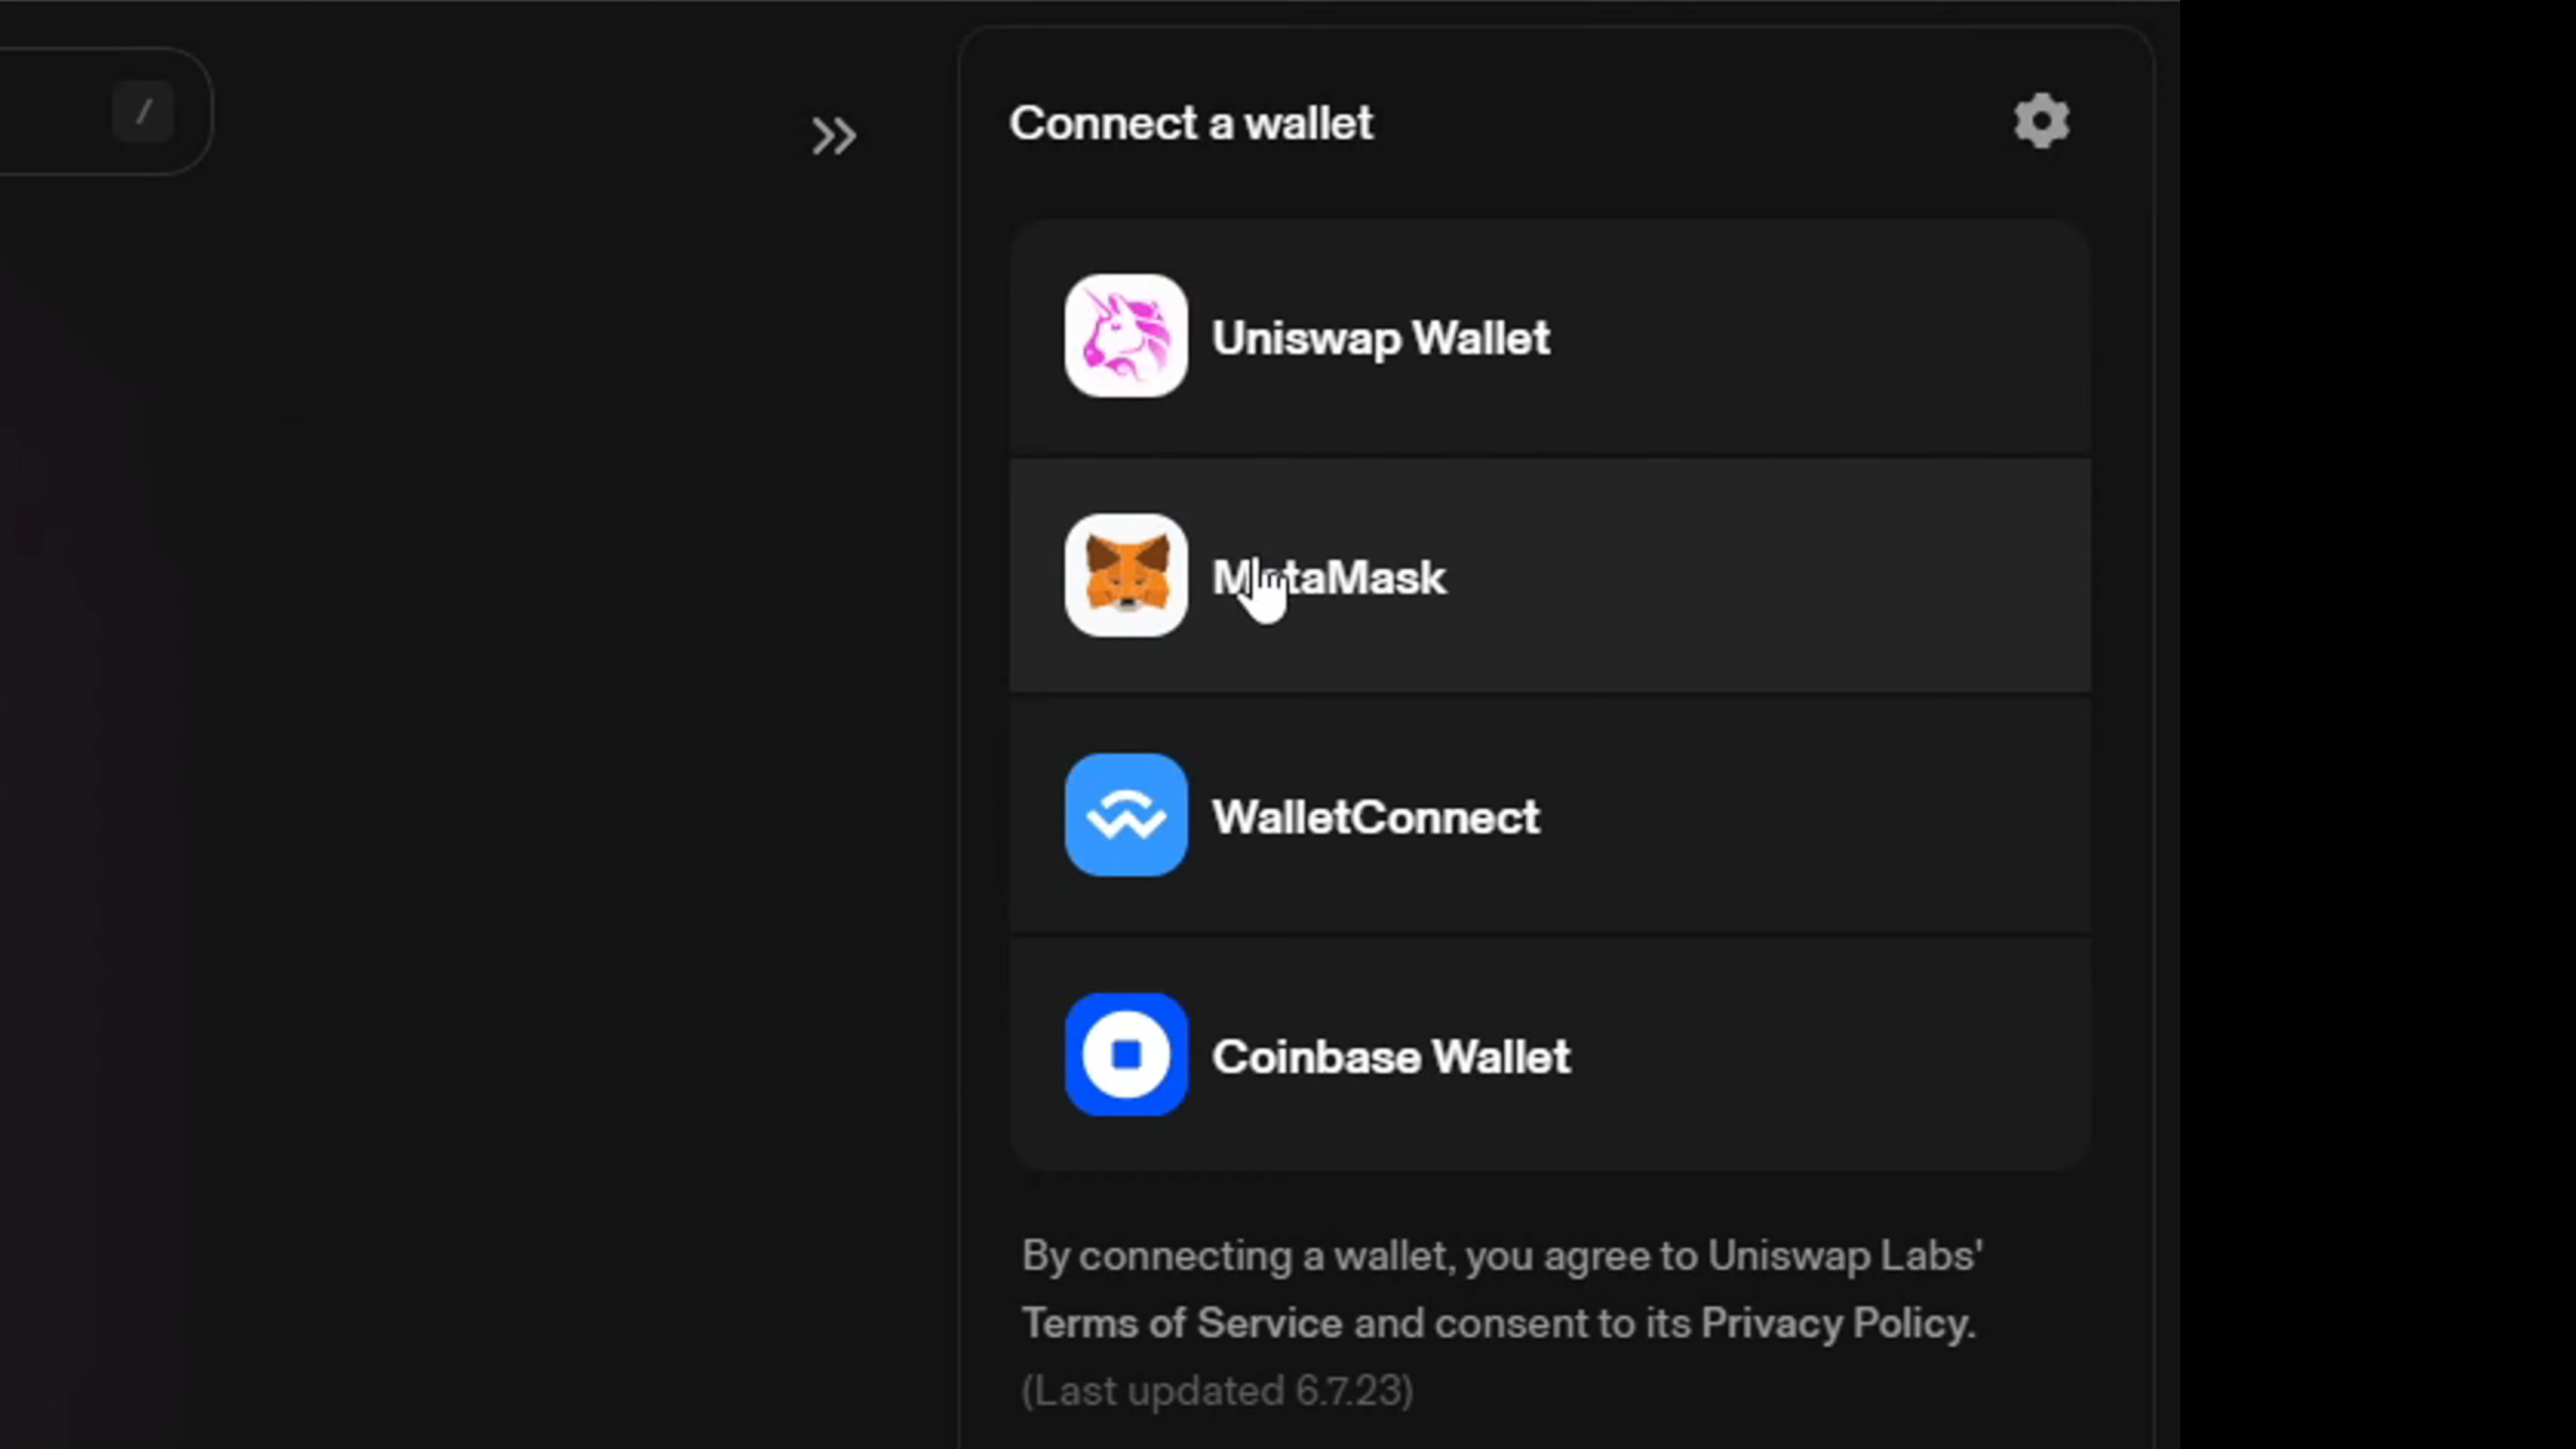 /
Connect a wallet
Uniswap Wallet
MetaMask
WalletConnect
Coinbase Wallet
By connecting a wallet, you agree to Uniswap Labs'
Terms of Service and consent to its Privacy Policy.
(Last updated 6.7.23)